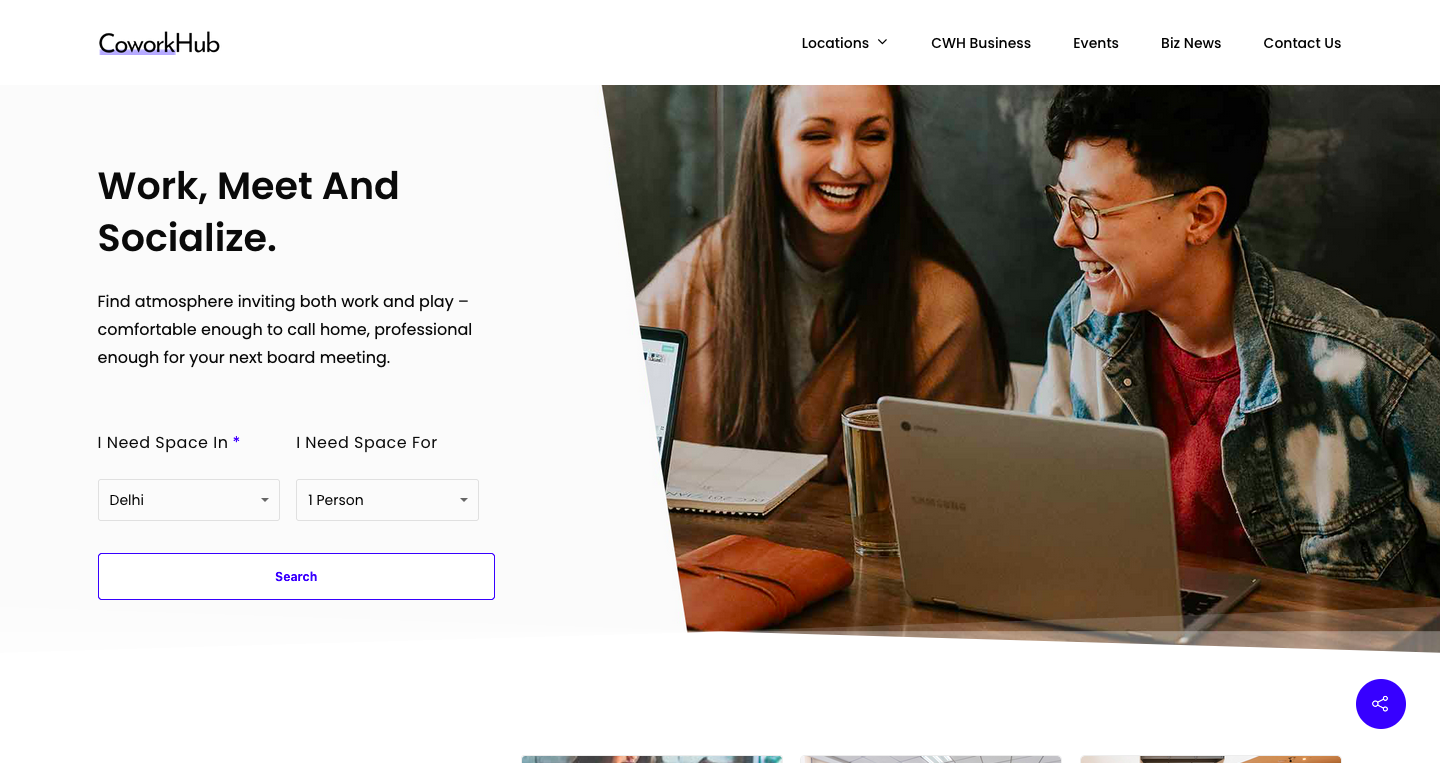 CoworkHub
Locations
CWH Business
Events
Biz News
Contact Us
Work, Meet And
Socialize.
Find atmosphere inviting both work and play –
comfortable enough to call home, professional
enough for your next board meeting.
I Need Space In *
I Need Space For
Delhi
1 Person
Search
chrome
SAMSUNG